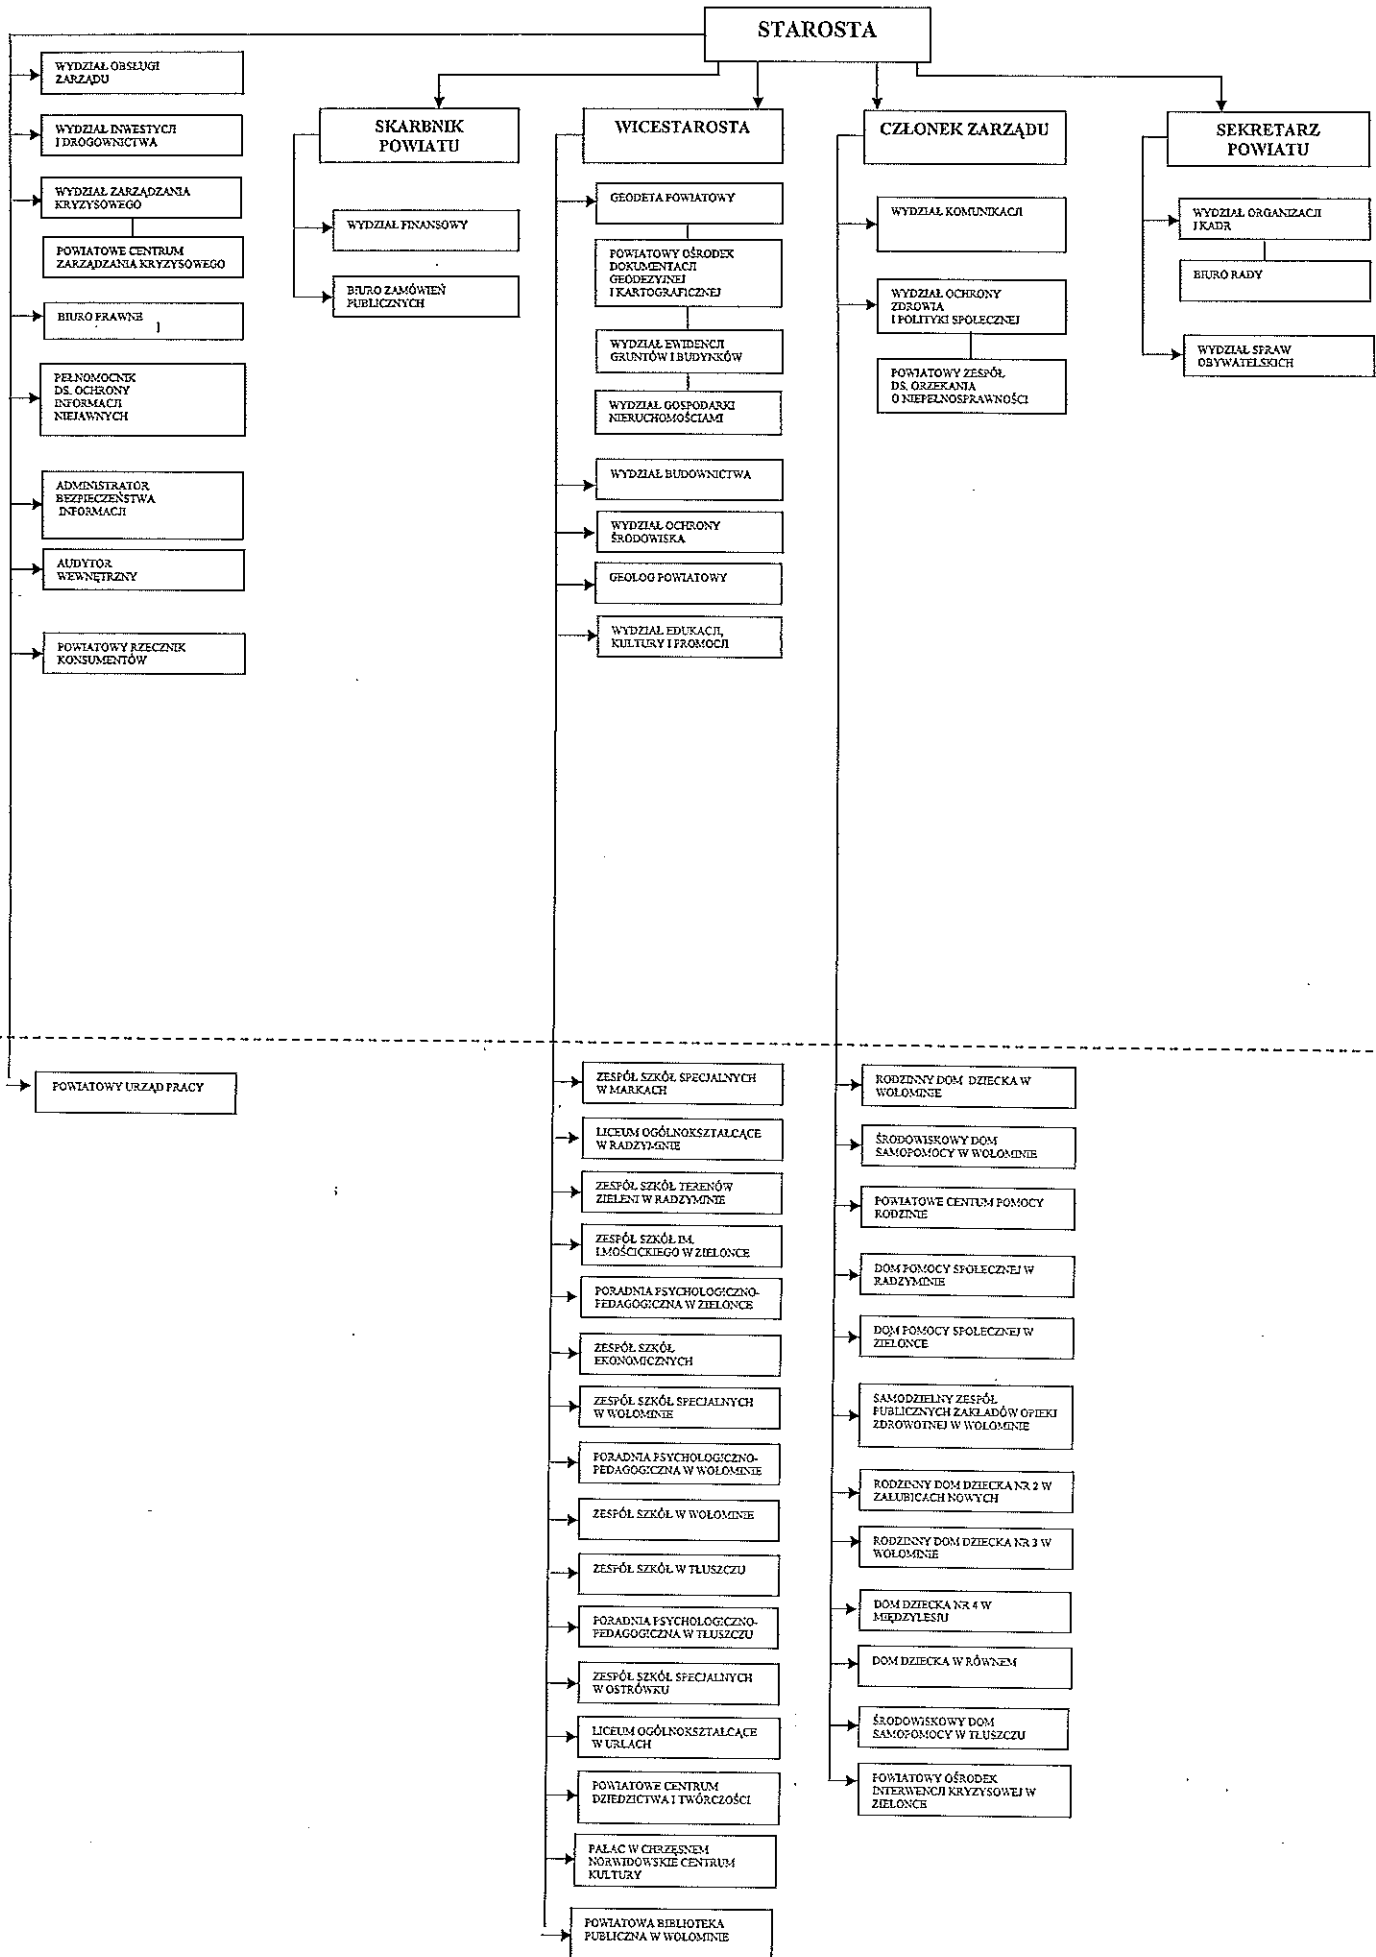 STAROSTA
WYDZIAŁ OBSŁUGI
ZARZĄDU
WYDZIAŁ INWESTYCJI
I DROGOWNICTWA
WYDZIAŁ ZARZĄDZANIA
KRYZYSOWEGO
POWIATOWE CENTRUM
ZARZĄDZANIA KRYZYSOWEGO
BIURO PRAWNE
PEŁNOMOCNIK
DS. OCHRONY
INFORMACJI
NIEJAWNYCH
ADMINISTRATOR
BEZPIECZEŃSTWA
INFORMACJI
AUDYTOR
WEWNĘTRZNY
POWIATOWY RZECZNIK
KONSUMENTÓW
SKARBNIK
POWIATU
WYDZIAŁ FINANSOWY
BIURO ZAMÓWIEŃ
PUBLICZNYCH
WICESTAROSTA
GEODETA POWIATOWY
POWIATOWY OŚRODEK
DOKUMENTACJI
GEODEZYJNEJ
I KARTOGRAFICZNEJ
WYDZIAŁ EWIDENCJI
GRUNTÓW I BUDYNKÓW
WYDZIAŁ GOSPODARKI
NIERUCHOMOŚCIAMI
WYDZIAŁ BUDOWNICTWA
WYDZIAŁ OCHRONY
ŚRODOWISKA
GEOLOG POWIATOWY
WYDZIAŁ EDUKACJI,
KULTURY I PROMOCJI
CZŁONEK ZARZĄDU
WYDZIAŁ KOMUNIKACJI
WYDZIAŁ OCHRONY
ZDROWIA
I POLITYKI SPOŁECZNEJ
POWIATOWY ZESPÓŁ
DS. ORZEKANIA
O NIEPEŁNOSPRAWNOŚCI
SEKRETARZ
POWIATU
WYDZIAŁ ORGANIZACJI
I KADR
BIURO RADY
WYDZIAŁ SPRAW
OBYWATELSKICH
POWIATOWY URZĄD PRACY
ZESPÓŁ SZKÓŁ SPECJALNYCH
W MARKACH
LICEUM OGÓLNOKSZTAŁCĄCE
W RADZYMINIE
ZESPÓŁ SZKÓŁ TERENÓW
ZIELENI W RADZYMINIE
ZESPÓŁ SZKÓŁ IM.
I.MOŚCICKIEGO W ZIELONCE
PORADNIA PSYCHOLOGICZNO-
PEDAGOGICZNA W ZIELONCE
ZESPÓŁ SZKÓŁ
EKONOMICZNYCH
ZESPÓŁ SZKÓŁ SPECJALNYCH
W WOŁOMINIE
PORADNIA PSYCHOLOGICZNO-
PEDAGOGICZNA W WOŁOMINIE
ZESPÓŁ SZKÓŁ W WOŁOMINIE
ZESPÓŁ SZKÓŁ W TŁUSZCZU
PORADNIA PSYCHOLOGICZNO-
PEDAGOGICZNA W TŁUSZCZU
ZESPÓŁ SZKÓŁ SPECJALNYCH
W OSTRÓWKU
LICEUM OGÓLNOKSZTAŁCĄCE
W URLACH
POWIATOWE CENTRUM
DZIEDZICTWA I TWÓRCZOŚCI
PAŁAC W CHRZĘSNEM
NORWIDOWSKIE CENTRUM
KULTURY
POWIATOWA BIBLIOTEKA
PUBLICZNA W WOŁOMINIE
RODZINNY DOM DZIECKA W
WOŁOMINIE
ŚRODOWISKOWY DOM
SAMOPOMOCY W WOŁOMINIE
POWIATOWE CENTUM POMOCY
RODZINIE
DOM POMOCY SPOŁECZNEJ W
RADZYMINIE
DOM POMOCY SPOŁECZNEJ W
ZIELONCE
SAMODZIELNY ZESPÓŁ
PUBLICZNYCH ZAKŁADÓW OPIEKI
ZDROWOTNEJ W WOŁOMINIE
RODZINNY DOM DZIECKA NR 2 W
ZAŁUBICACH NOWYCH
RODZINNY DOM DZIECKA NR 3 W
WOŁOMINIE
DOM DZIECKA NR 4 W
MIĘDZYLESIU
DOM DZIECKA W RÓWNEM
ŚRODOWISKOWY DOM
SAMOPOMOCY W TŁUSZCZU
POWIATOWY OŚRODEK
INTERWENCJI KRYZYSOWEJ W
ZIELONCE